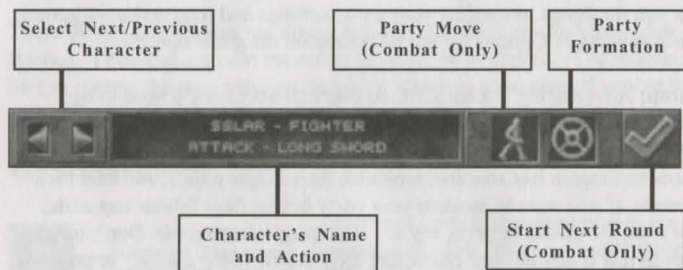 Select Next/Previous
Character
Party Move
(Combat Only)
Party
Formation
SSLAR - FIGHTER
ATTACK - LONG SWORD
Character's Name
and Action
Start Next Round
(Combat Only)